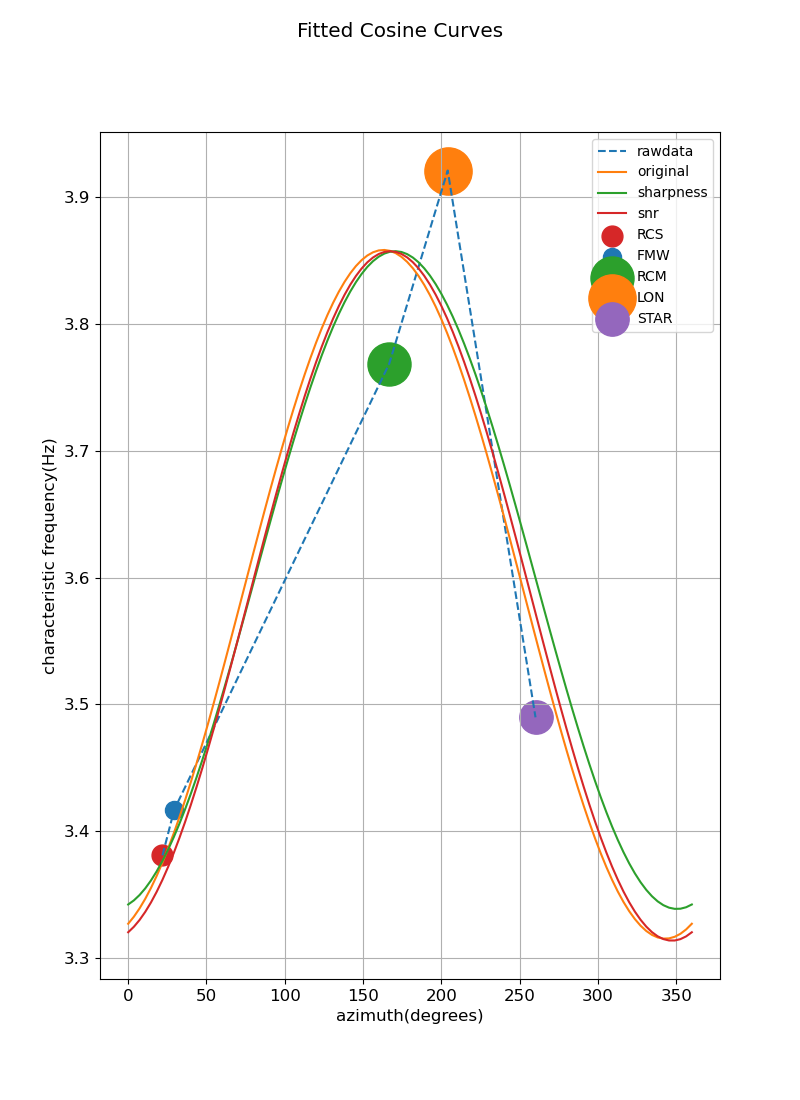 Fitted Cosine Curves
rawdata
original
sharpness
snr
RCS
FMW
RCM
LON
STAR
3.9
3.8
3.7
3.6
3.5
3.4
3.3
characteristic frequency(Hz)
0 50 100 150 200 250 300 350
azimuth(degrees)